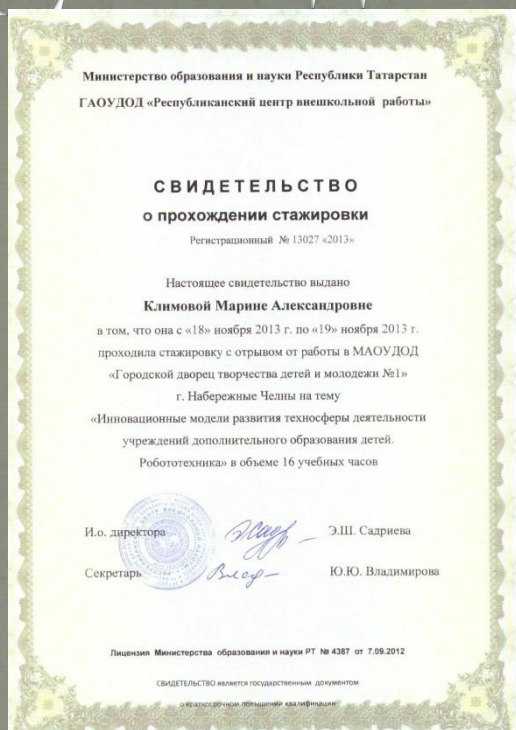 Министерство образования и науки Республики Татарстан
ГАОУДОД «Республиканский центр внешкольной работы»
СВИДЕТЕЛЬСТВО
о прохождении стажировки
Регистрационный № 13027 «2013»
Настоящее свидетельство выдано
Климовой Марине Александровне
в том, что она с «18» ноября 2013 г. по «19» ноября 2013 г.
проходила стажировку с отрывом от работы в МАОУДОД
«Городской дворец творчества детей и молодежи №1»
г. Набережные Челны на тему
«Инновационные модели развития техносферы деятельности
учреждений дополнительного образования детей.
Робототехника» в объеме 16 учебных часов
И.о. директора Э.Ш. Садриева
Секретарь Ю.Ю. Владимирова
Лицензия Министерства образования и науки РТ № 4387 от 7.09.2012
СВИДЕТЕЛЬСТВО является государственным документом
о краткосрочном повышении квалификации